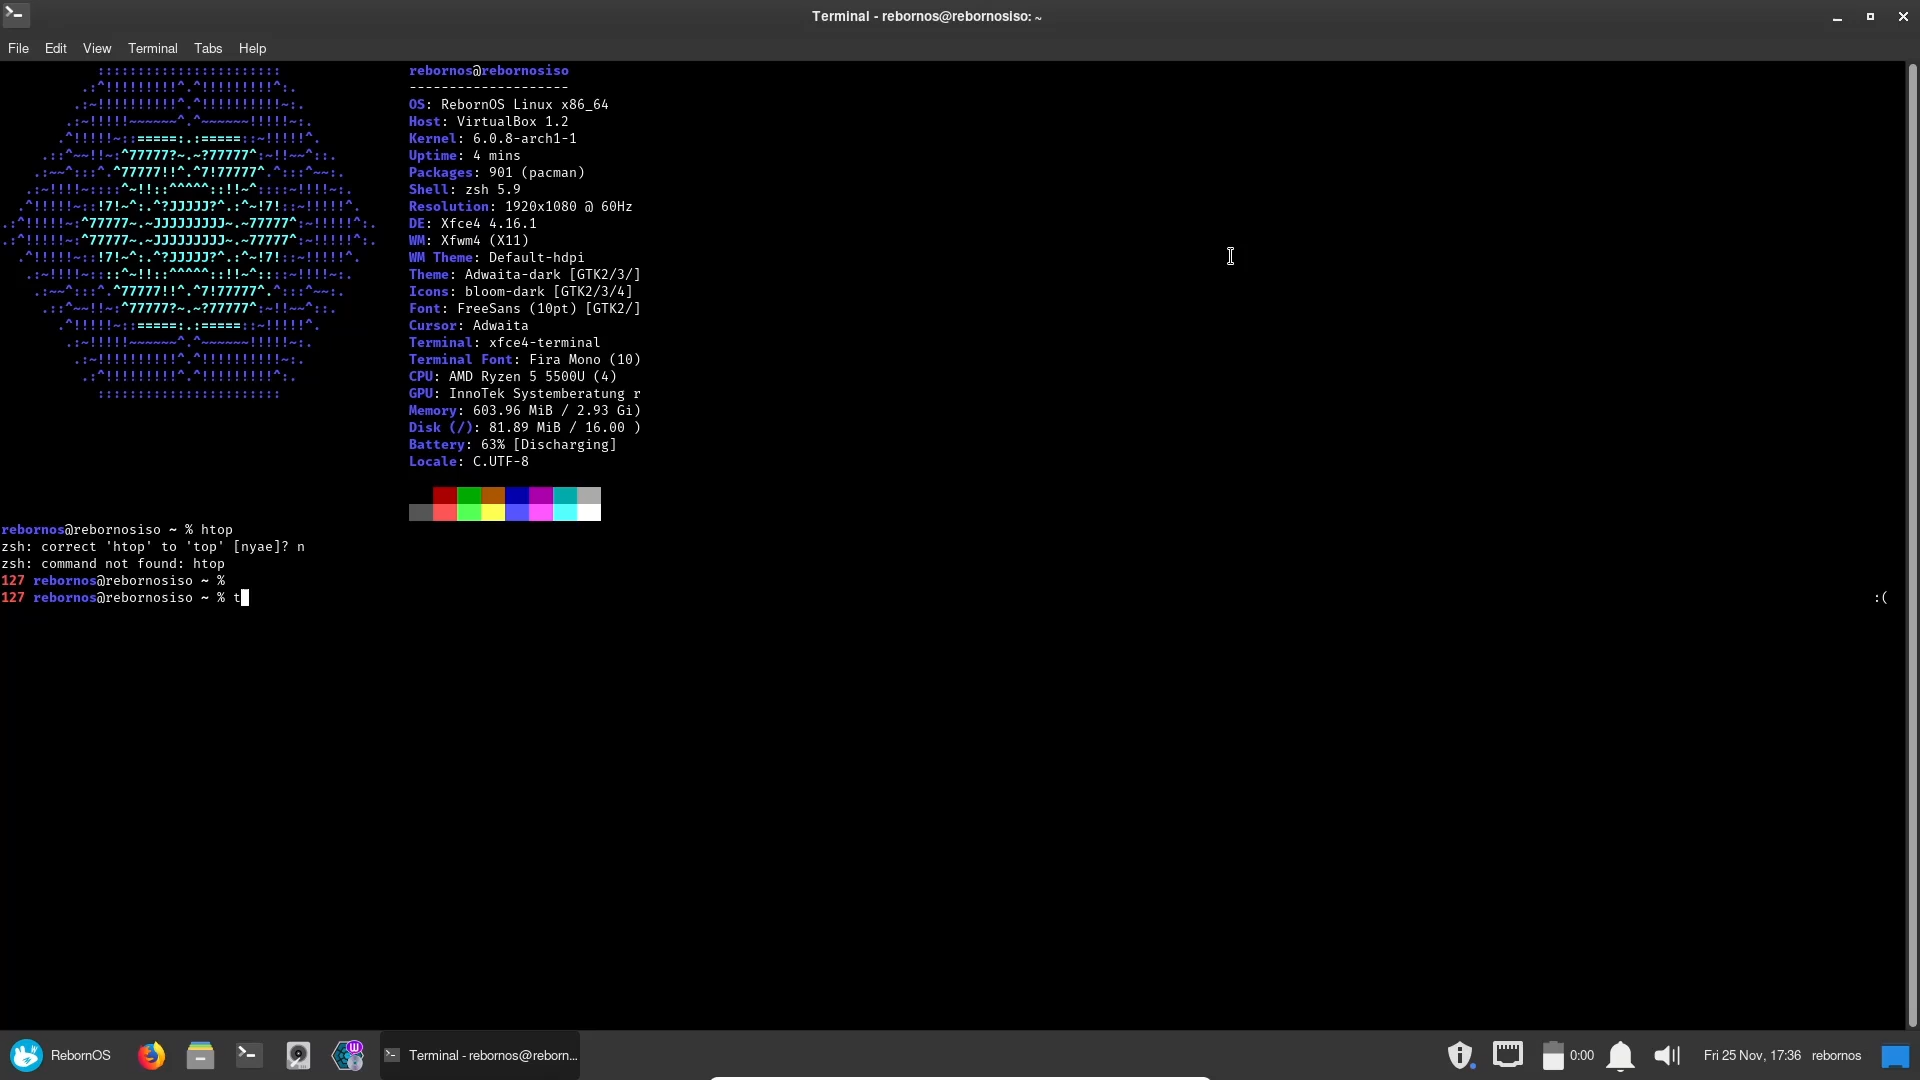 Terminal - rebornos@rebornosiso: ~
File Edit View Terminal Tabs Help
rebornos@rebornosiso
--------------------
OS: RebornOS Linux x86_64
Host: VirtualBox 1.2
Kernel: 6.0.8-arch1-1
Uptime: 4 mins
Packages: 901 (pacman)
Shell: zsh 5.9
Resolution: 1920x1080 @ 60Hz
DE: Xfce4 4.16.1
WM: Xfwm4 (X11)
WM Theme: Default-hdpi
Theme: Adwaita-dark [GTK2/3/]
Icons: bloom-dark [GTK2/3/4]
Font: FreeSans (10pt) [GTK2/]
Cursor: Adwaita
Terminal: xfce4-terminal
Terminal Font: Fira Mono (10)
CPU: AMD Ryzen 5 5500U (4)
GPU: InnoTek Systemberatung r
Memory: 603.96 MiB / 2.93 Gi)
Disk (/): 81.89 MiB / 16.00 )
Battery: 63% [Discharging]
Locale: C.UTF-8
rebornos@rebornosiso ~ % htop
zsh: correct 'htop' to 'top' [nyae]? n
zsh: command not found: htop
127 rebornos@rebornosiso ~ %
127 rebornos@rebornosiso ~ % t :(
RebornOS Terminal - rebornos@reborn... 0:00 Fri 25 Nov, 17:36 rebornos